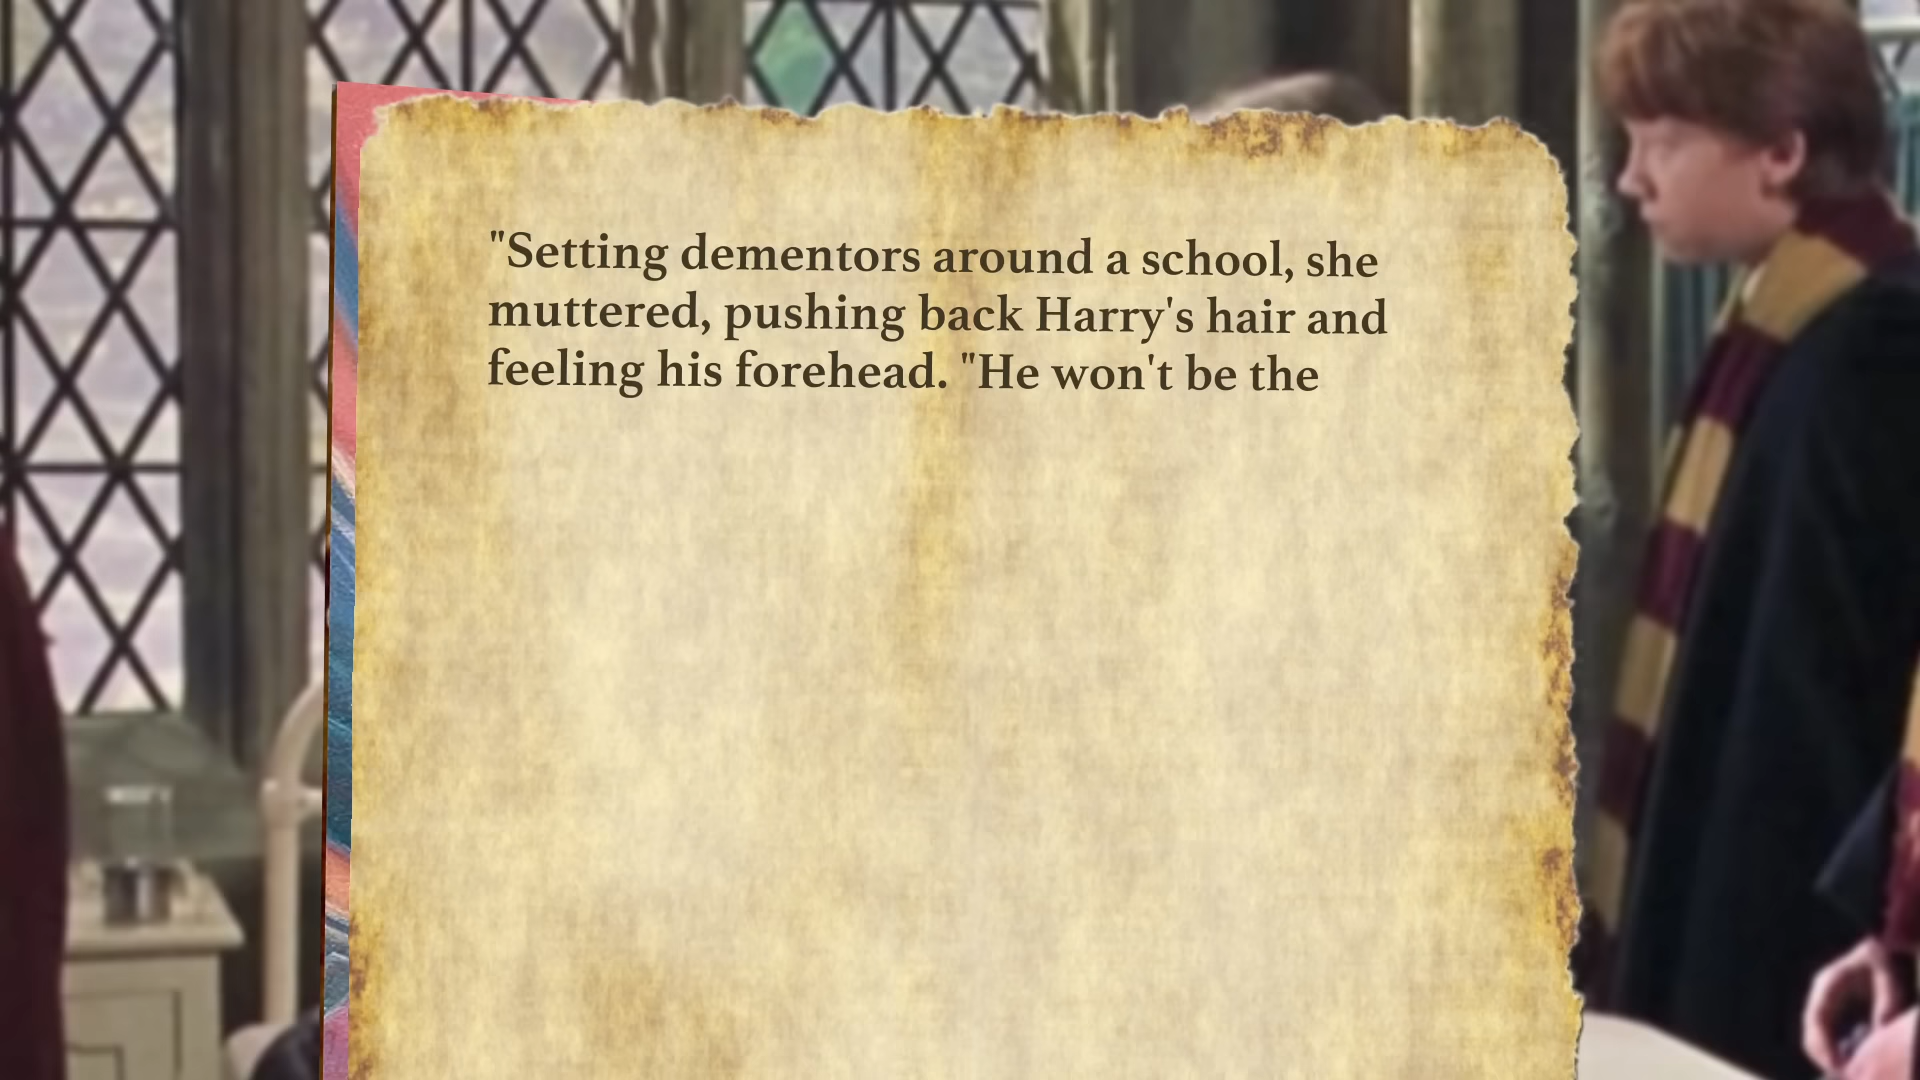 "Setting dementors around a school, she
muttered, pushing back Harry's hair and
feeling his forehead. "He won't be the